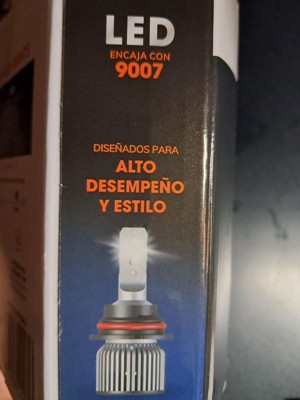 LED
ENCAJA CON
9007
DISEÑADOS PARA
ALTO
DESEMPEÑO
Y ESTILO